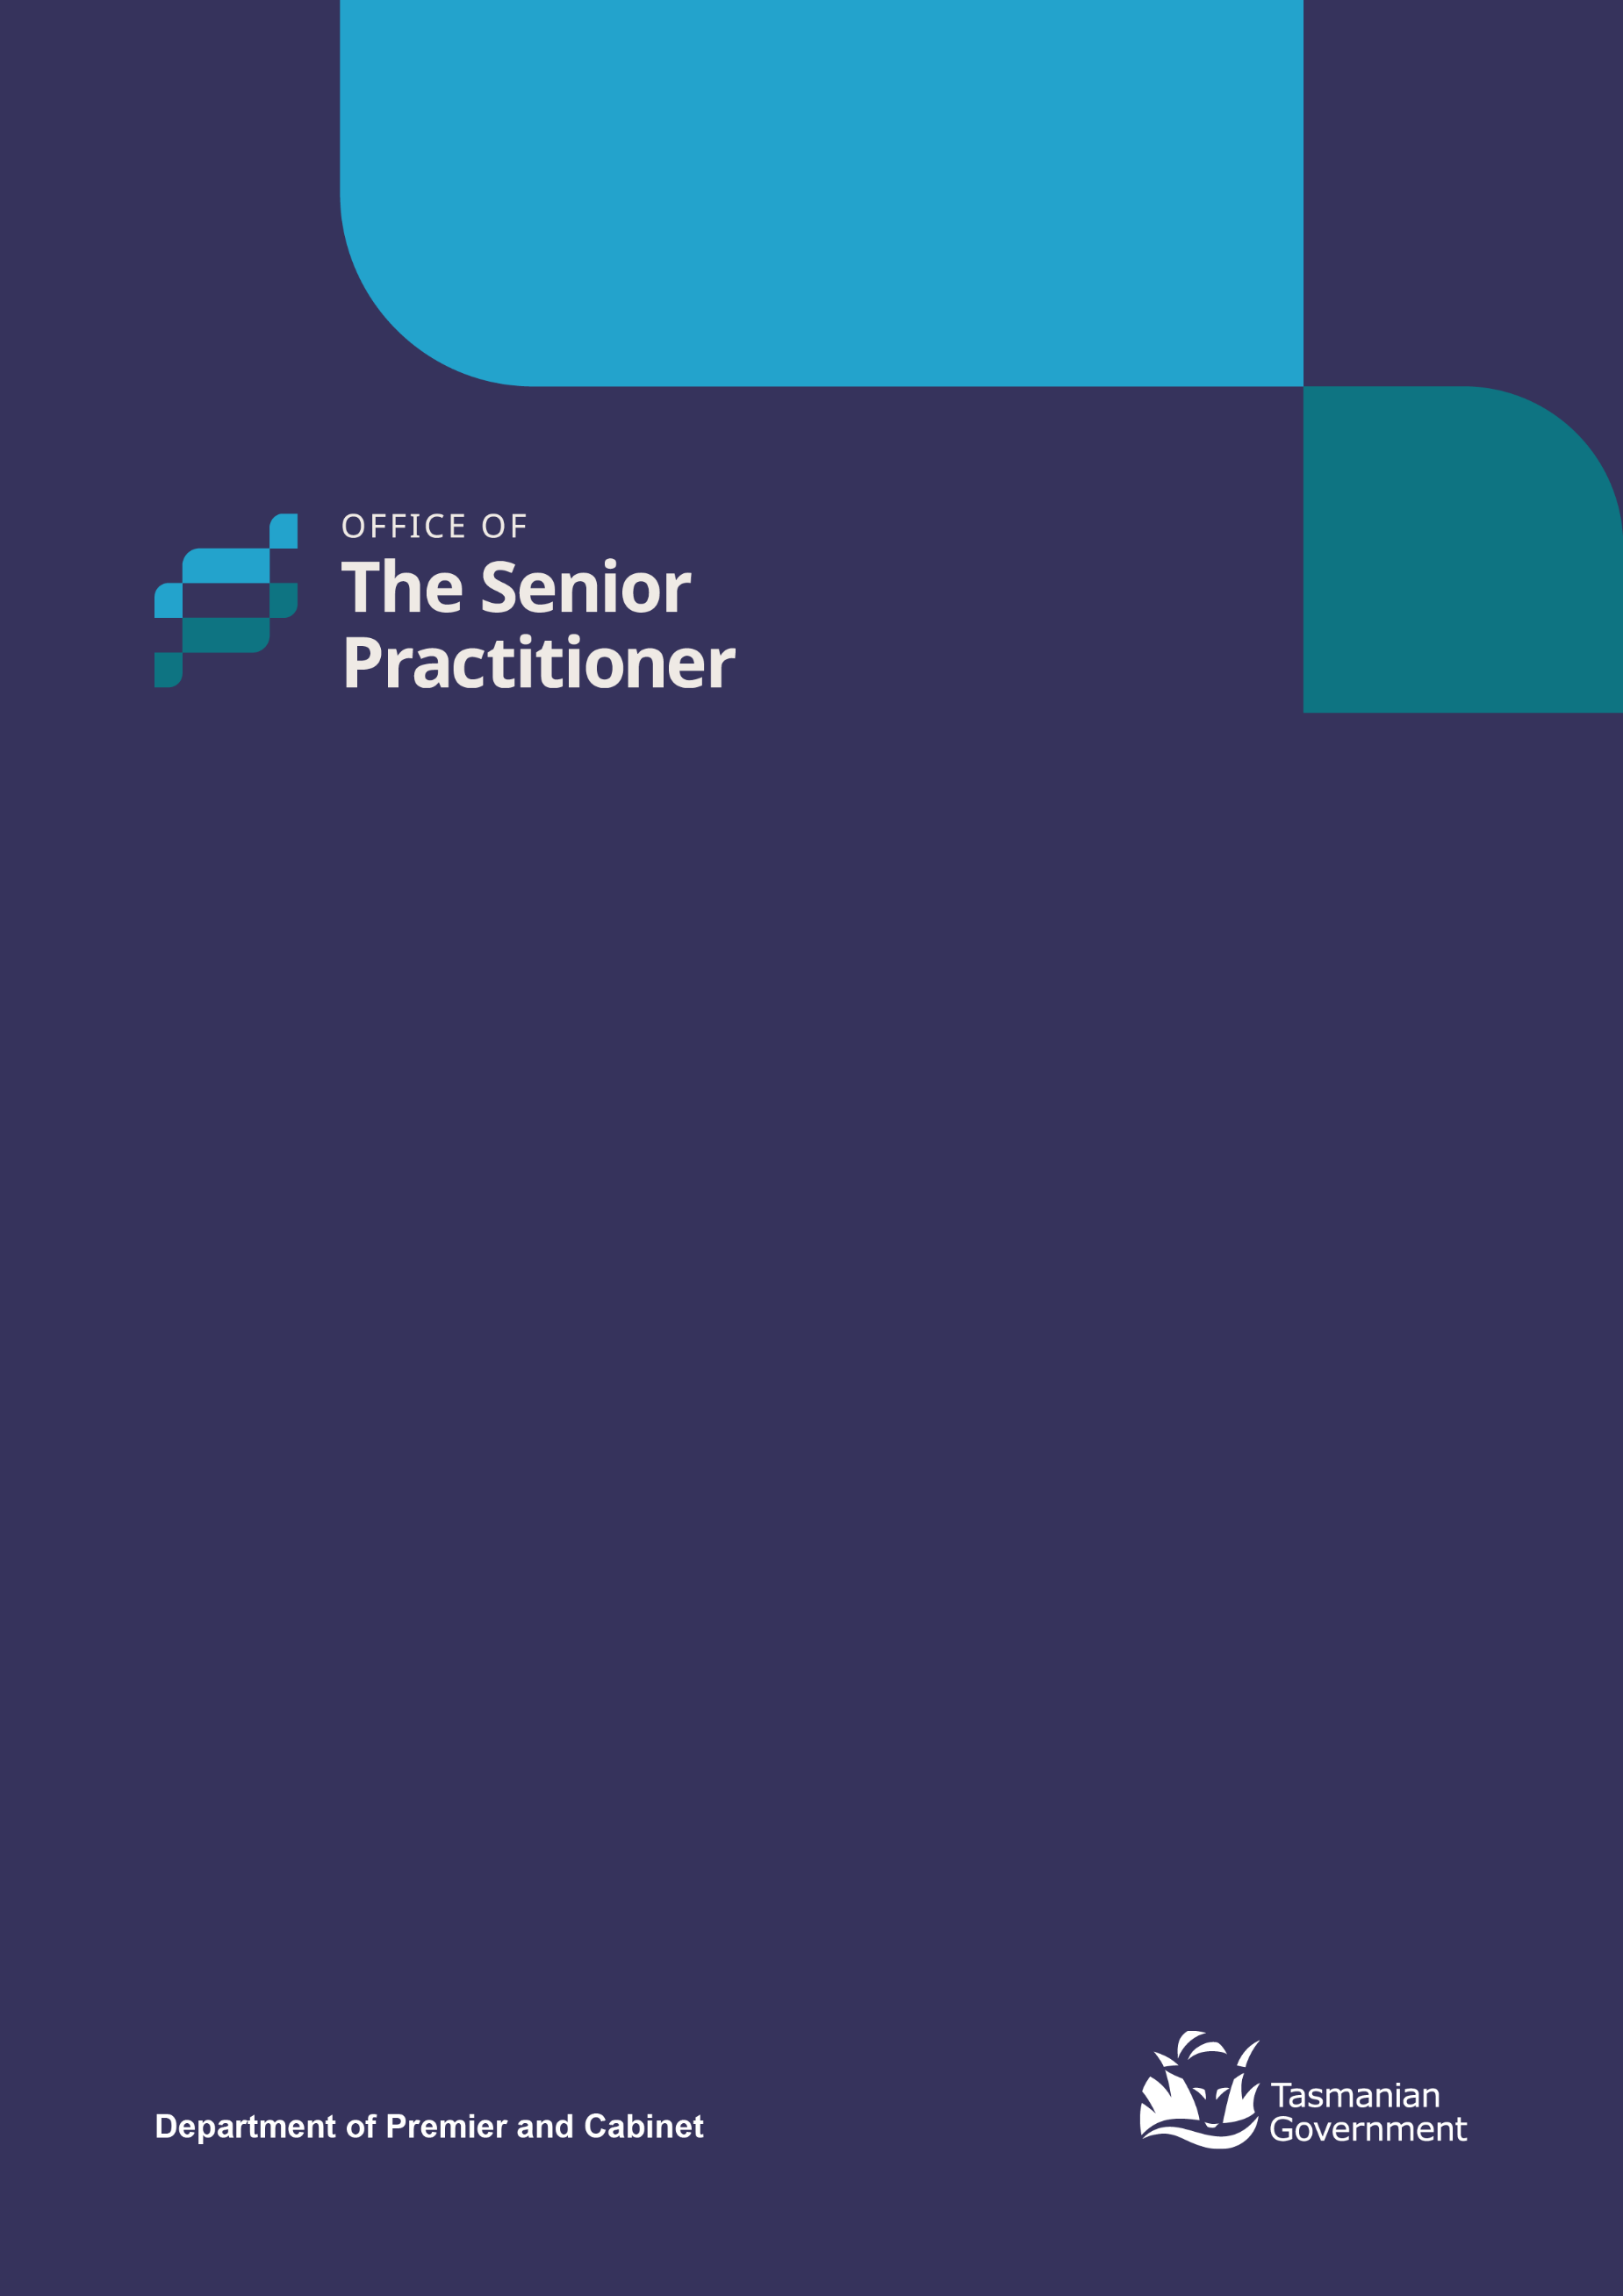 OFFICE OF
The Senior
Practitioner
Department of Premier and Cabinet
Tasmanian
Government